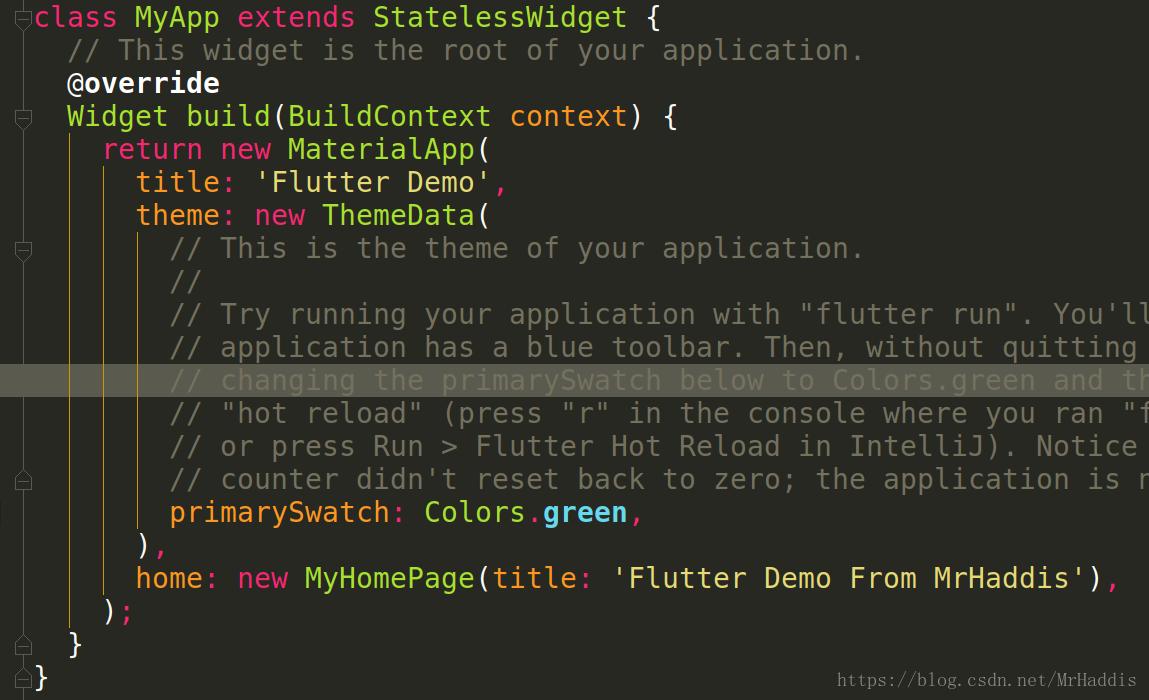 class MyApp extends StatelessWidget {
  // This widget is the root of your application.
  @override
  Widget build(BuildContext context) {
    return new MaterialApp(
      title: 'Flutter Demo',
      theme: new ThemeData(
        // This is the theme of your application.
        //
        // Try running your application with "flutter run". You'll
        // application has a blue toolbar. Then, without quitting
        // changing the primarySwatch below to Colors.green and
        // "hot reload" (press "r" in the console where you ran
        // or press Run > Flutter Hot Reload in IntelliJ). Notice
        // counter didn't reset back to zero; the application is
        primarySwatch: Colors.green,
      ),
      home: new MyHomePage(title: 'Flutter Demo From MrHaddis'),
    );
  }
}
https://blog.csdn.net/MrHaddis